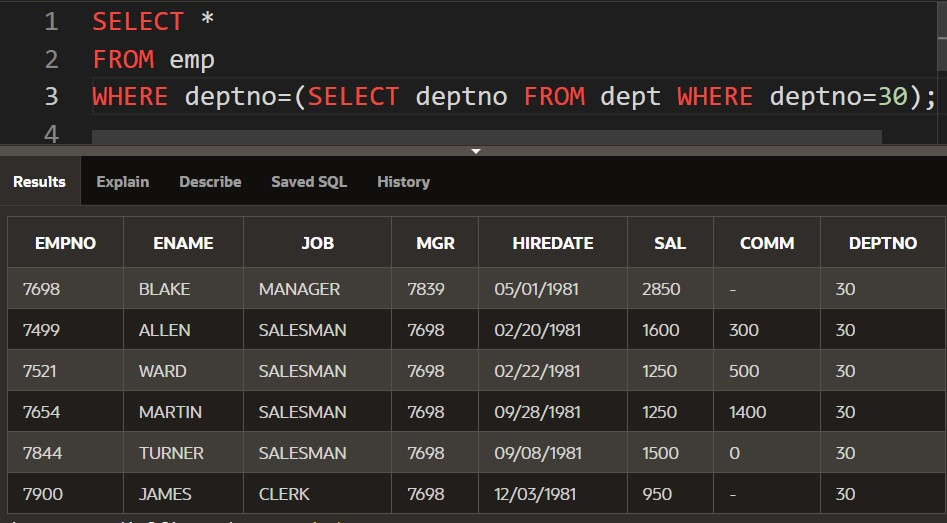 1 SELECT *
2 FROM emp
3 WHERE deptno=(SELECT deptno FROM dept WHERE deptno=30);
4
Results Explain Describe Saved SQL History
EMPNO ENAME JOB MGR HIREDATE SAL COMM DEPTNO
7698 BLAKE MANAGER 7839 05/01/1981 2850 - 30
7499 ALLEN SALESMAN 7698 02/20/1981 1600 300 30
7521 WARD SALESMAN 7698 02/22/1981 1250 500 30
7654 MARTIN SALESMAN 7698 09/28/1981 1250 1400 30
7844 TURNER SALESMAN 7698 09/08/1981 1500 0 30
7900 JAMES CLERK 7698 12/03/1981 950 - 30